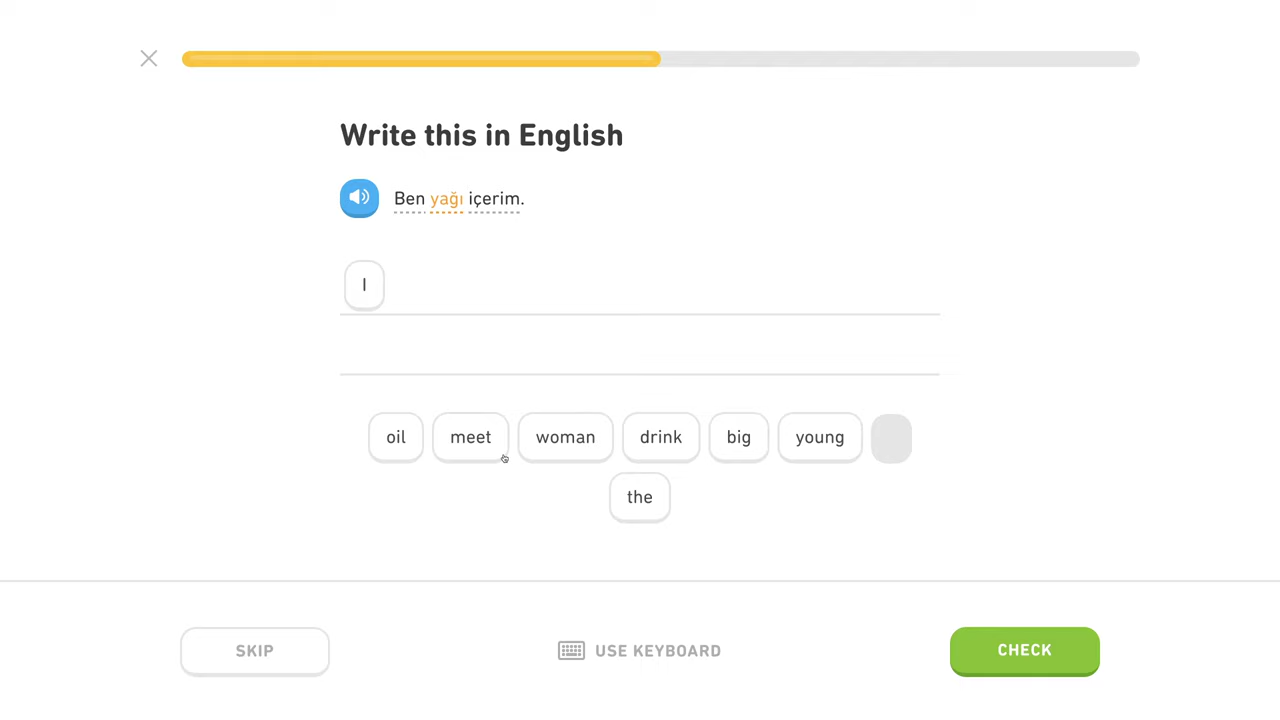 Write this in English
Ben yağı içerim.
I
oil meet woman drink big young
the
SKIP USE KEYBOARD CHECK